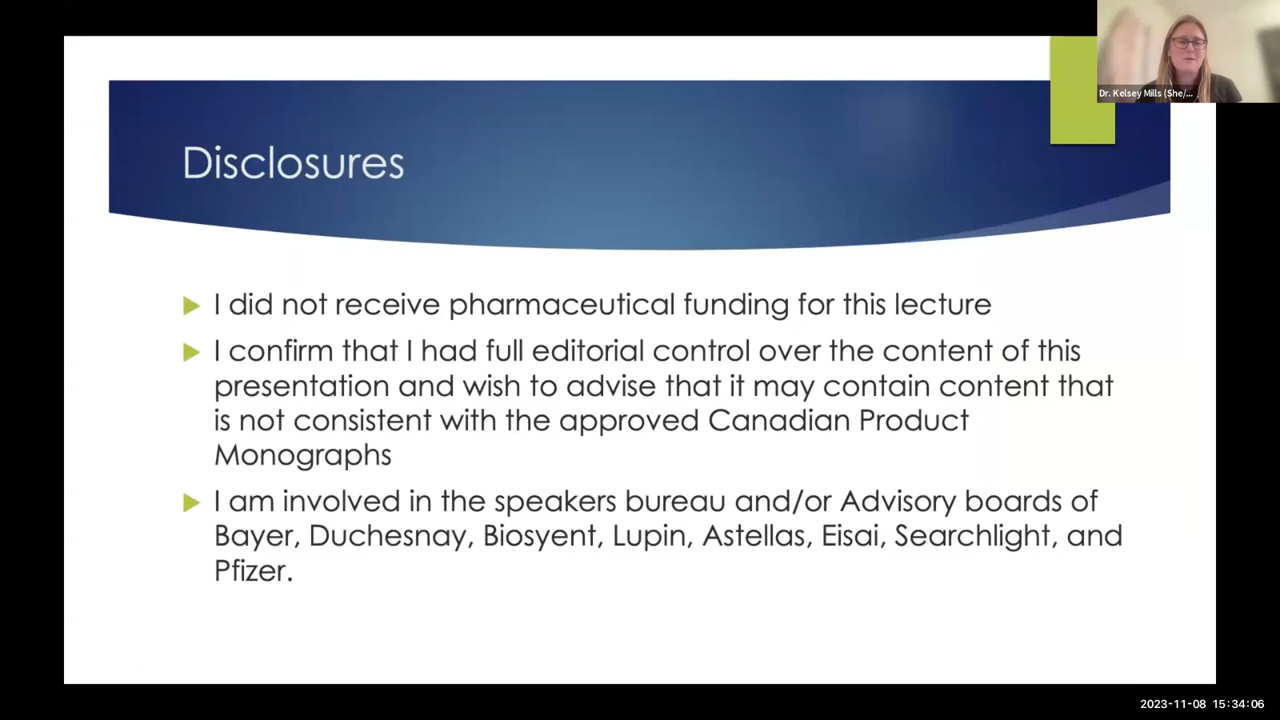 Dr. Kelsey Mills (She/...
Disclosures
I did not receive pharmaceutical funding for this lecture
I confirm that I had full editorial control over the content of this
presentation and wish to advise that it may contain content that
is not consistent with the approved Canadian Product
Monographs
I am involved in the speakers bureau and/or Advisory boards of
Bayer, Duchesnay, Biosyent, Lupin, Astellas, Eisai, Searchlight, and
Pfizer.
2023-11-08 15:34:06